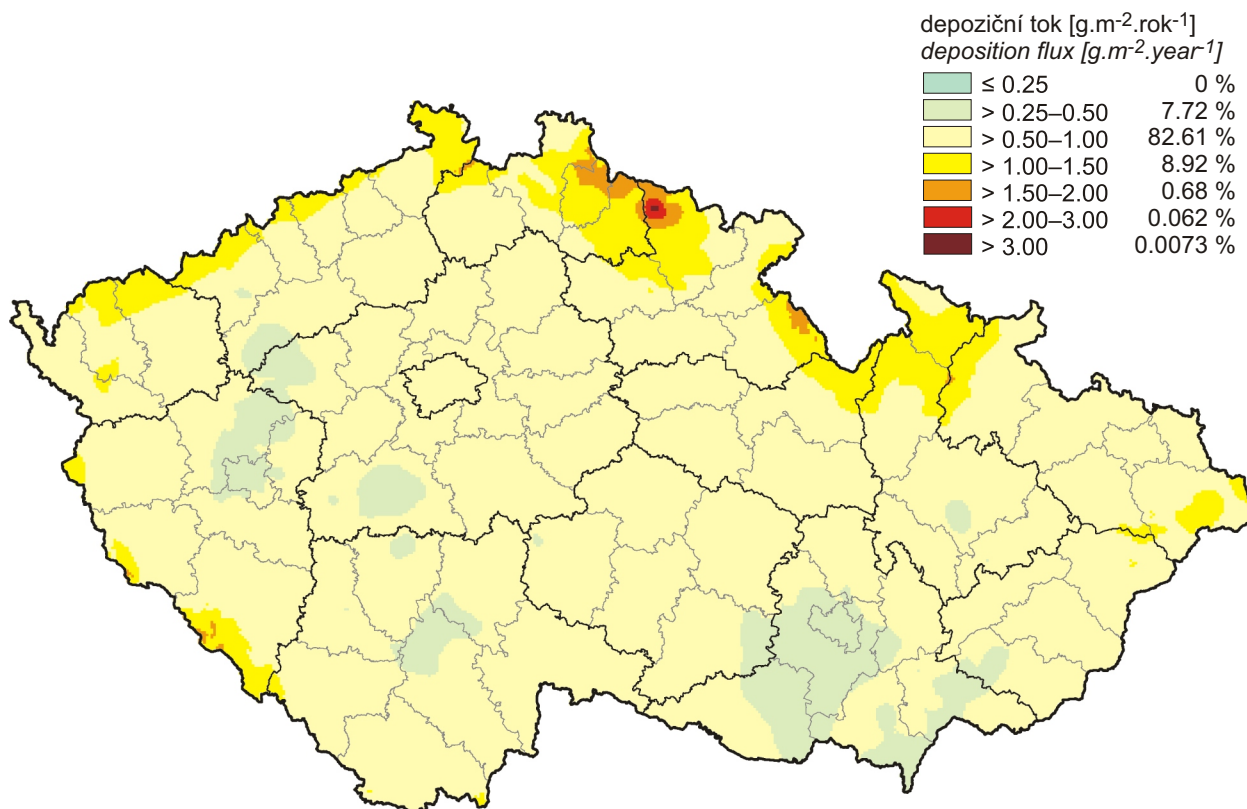 depoziční tok [g.m-2.rok-1]
deposition flux [g.m-2.year-1]
≤ 0.25 0 %
> 0.25–0.50 7.72 %
> 0.50–1.00 82.61 %
> 1.00–1.50 8.92 %
> 1.50–2.00 0.68 %
> 2.00–3.00 0.062 %
> 3.00 0.0073 %